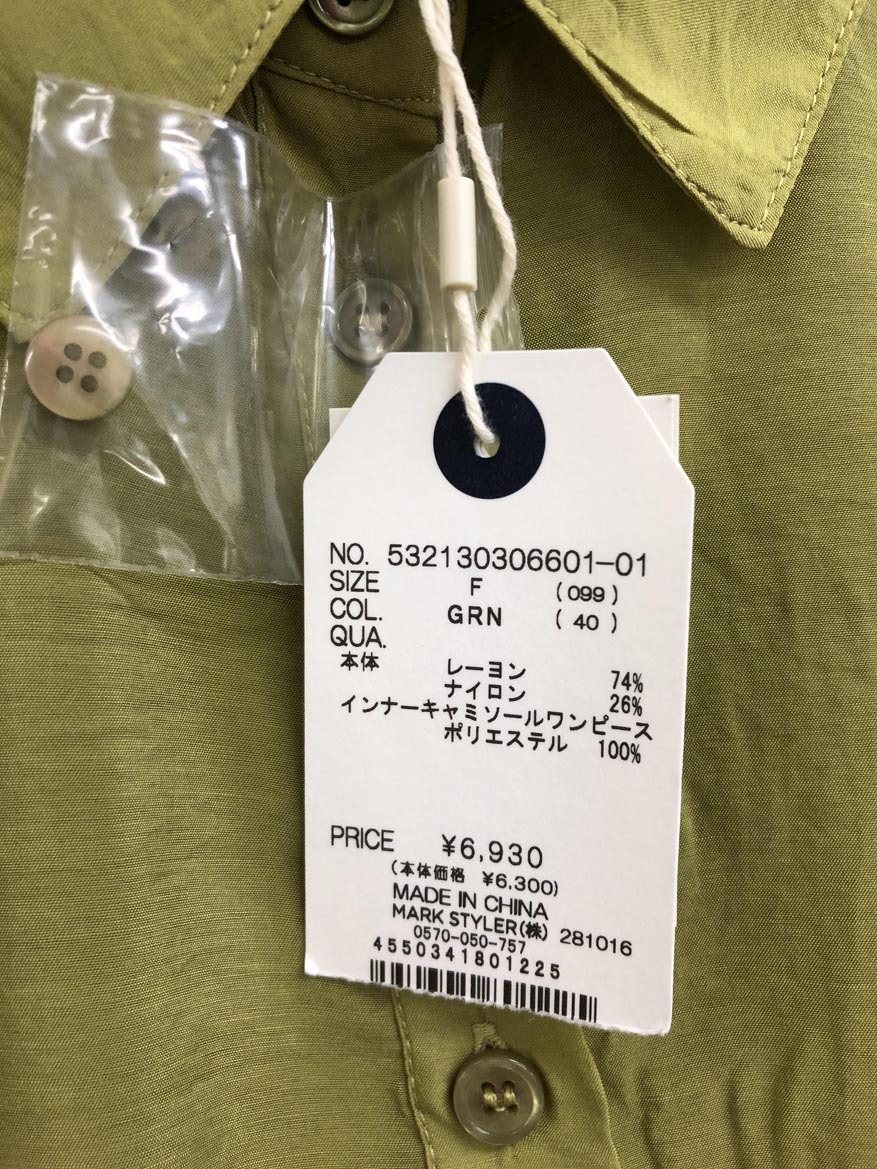 NO. 532130306601-01
SIZE F (099)
COL. GRN (40)
QUA.
本体 レーヨン 74%
ナイロン 26%
インナーキャミソールワンピース
ポリエステル 100%
PRICE ¥6,930
(本体価格 ¥6,300)
MADE IN CHINA
MARK STYLER(株) 281016
0570-050-757
4550341801225